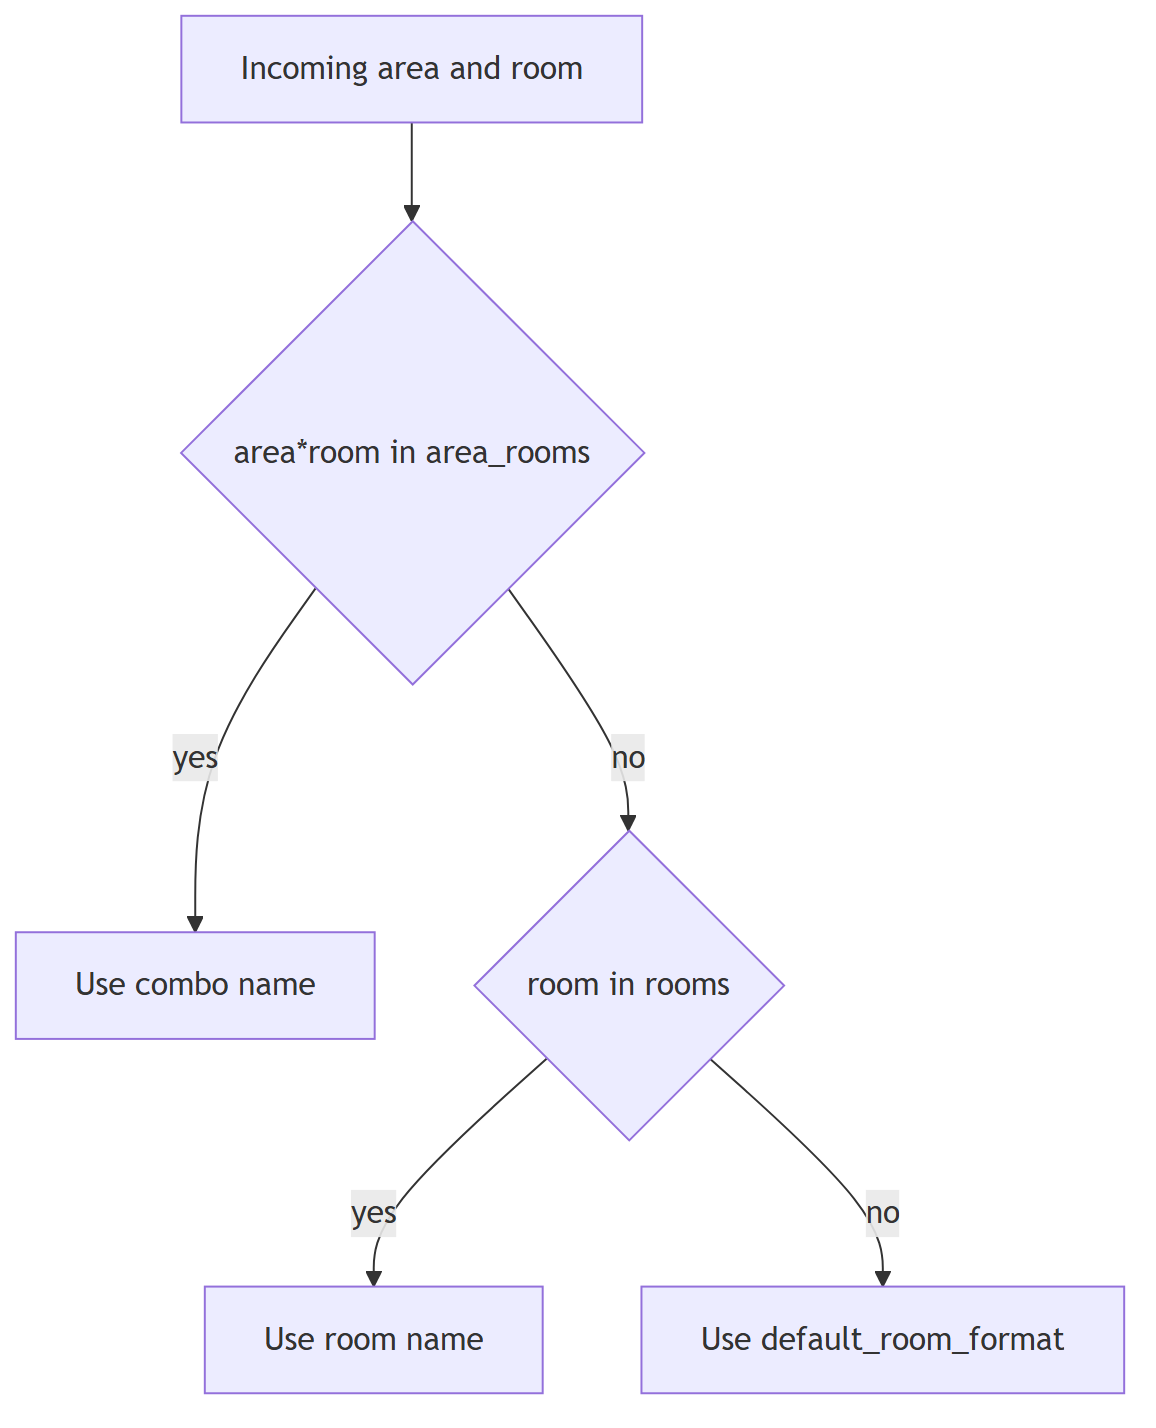 Incoming area and room
area*room in area_rooms
yes
no
Use combo name
room in rooms
yes
no
Use room name
Use default_room_format